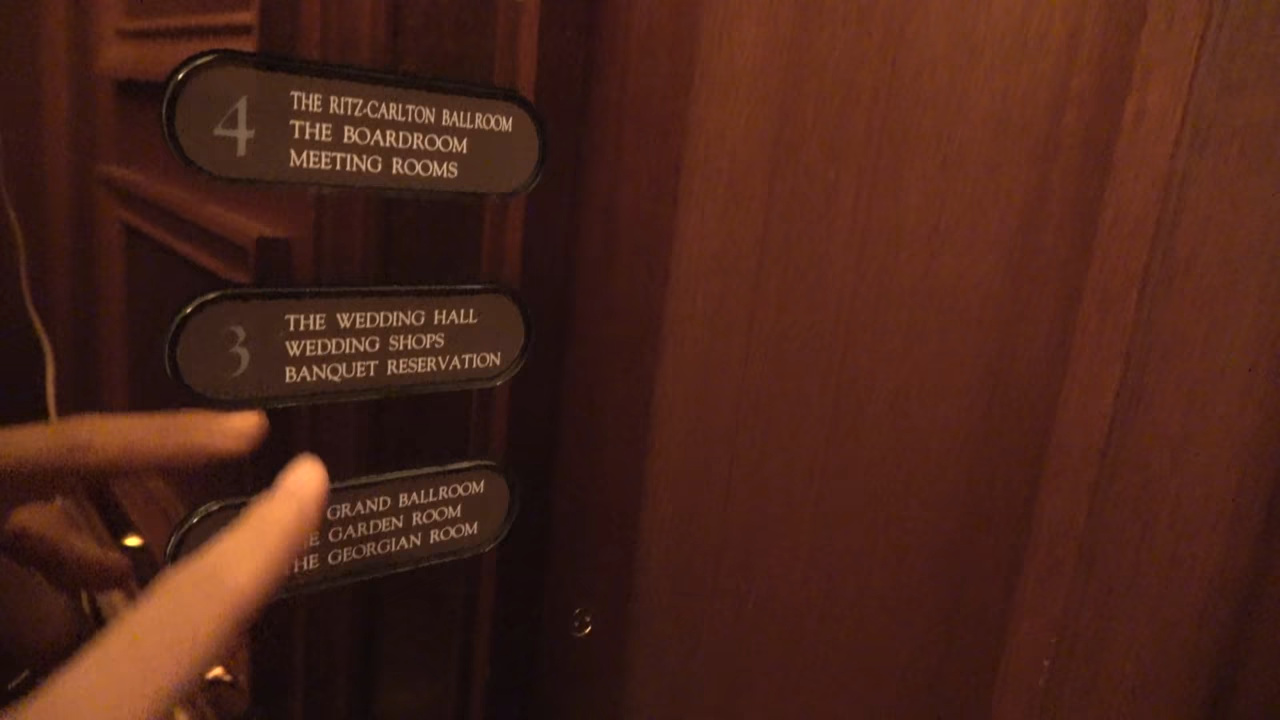 4
THE RITZ-CARLTON BALLROOM
THE BOARDROOM
MEETING ROOMS
3
THE WEDDING HALL
WEDDING SHOPS
BANQUET RESERVATION
GRAND BALLROOM
GARDEN ROOM
GEORGIAN ROOM